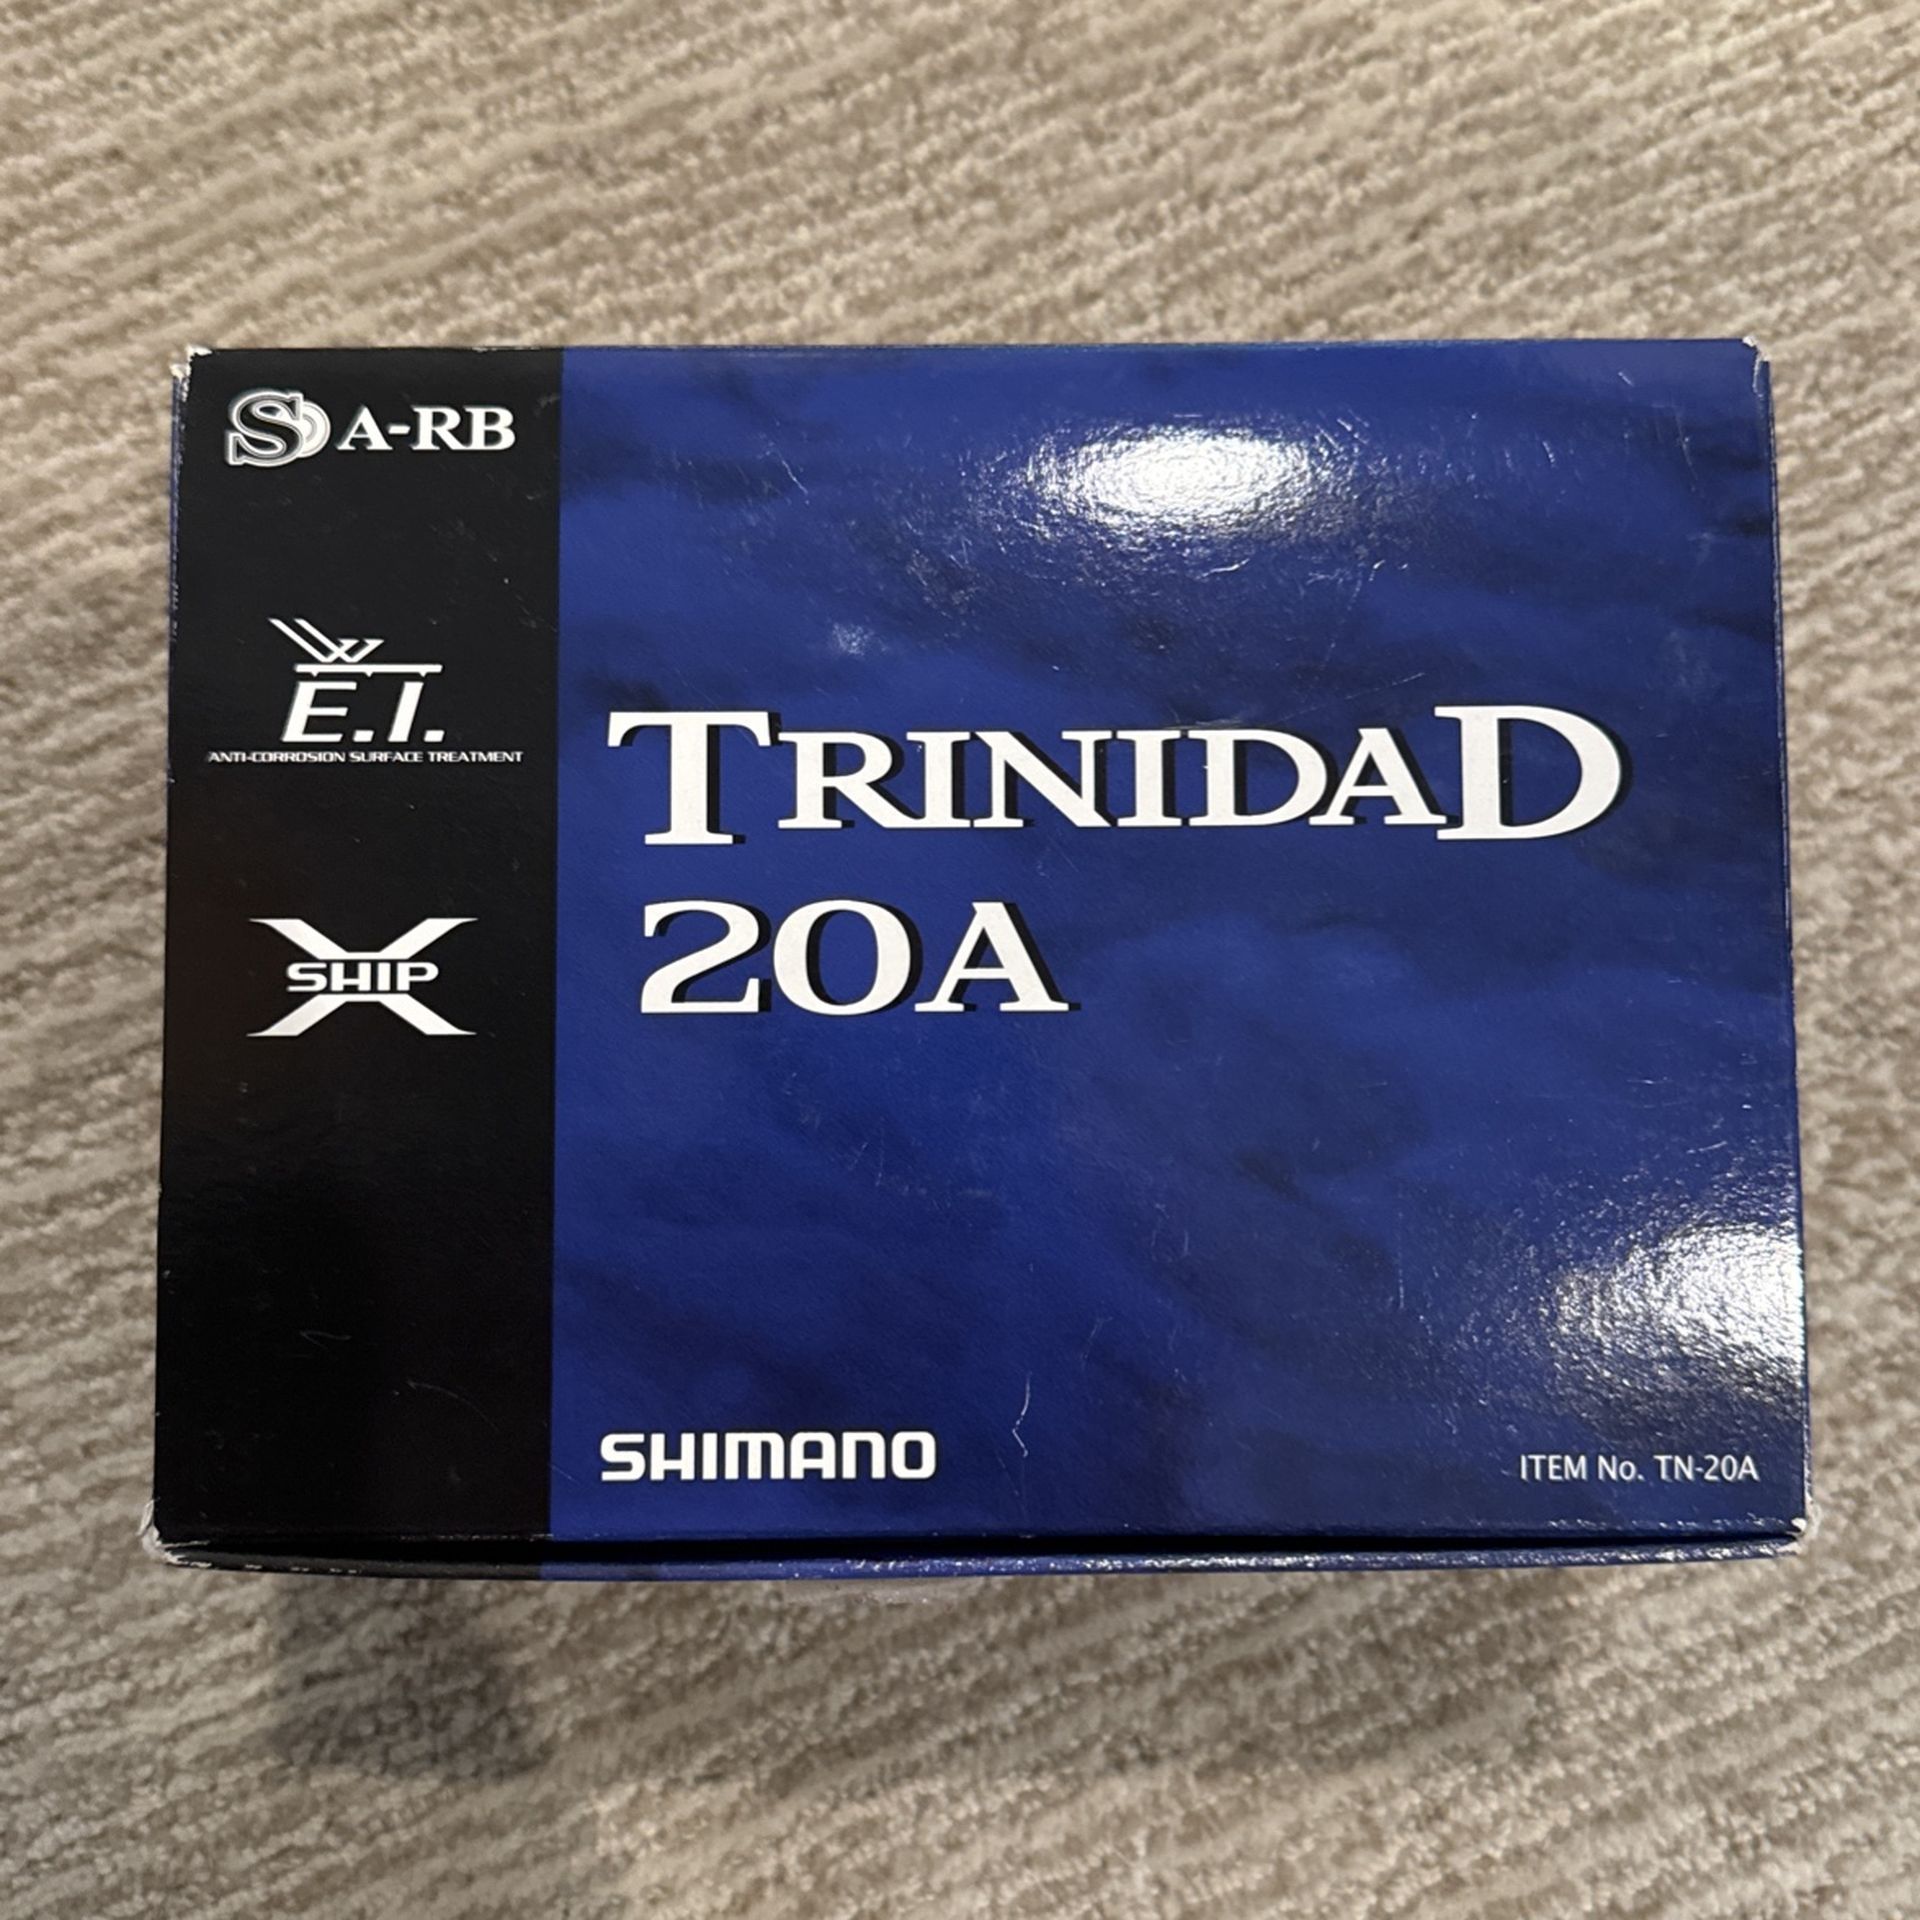 S A-RB
E.I.
ANTI-CORROSION SURFACE TREATMENT
X
SHIP
TRINIDAD
20A
SHIMANO
ITEM No. TN-20A